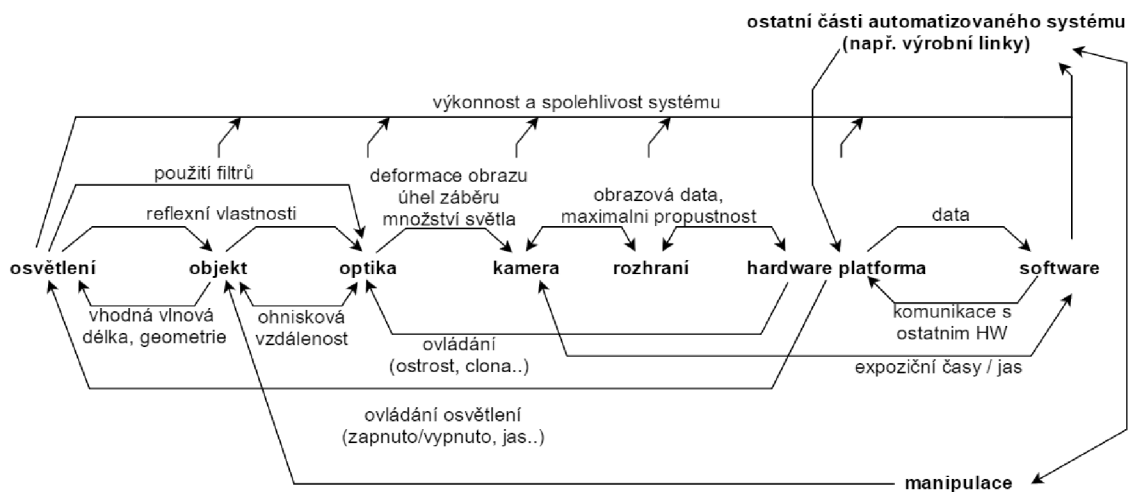 ostatní části automatizovaného systému
(např. výrobní linky)
výkonnost a spolehlivost systému
použití filtrů
deformace obrazu
úhel záběru
množství světla
obrazová data,
maximalni propustnost
reflexní vlastnosti
data
osvětlení
objekt
optika
kamera
rozhraní
hardware platforma
software
vhodná vlnová
délka, geometrie
ohnisková
vzdálenost
komunikace s
ostatnim HW
ovládání
(ostrost, clona..)
expoziční časy / jas
ovládání osvětlení
(zapnuto/vypnuto, jas..)
manipulace